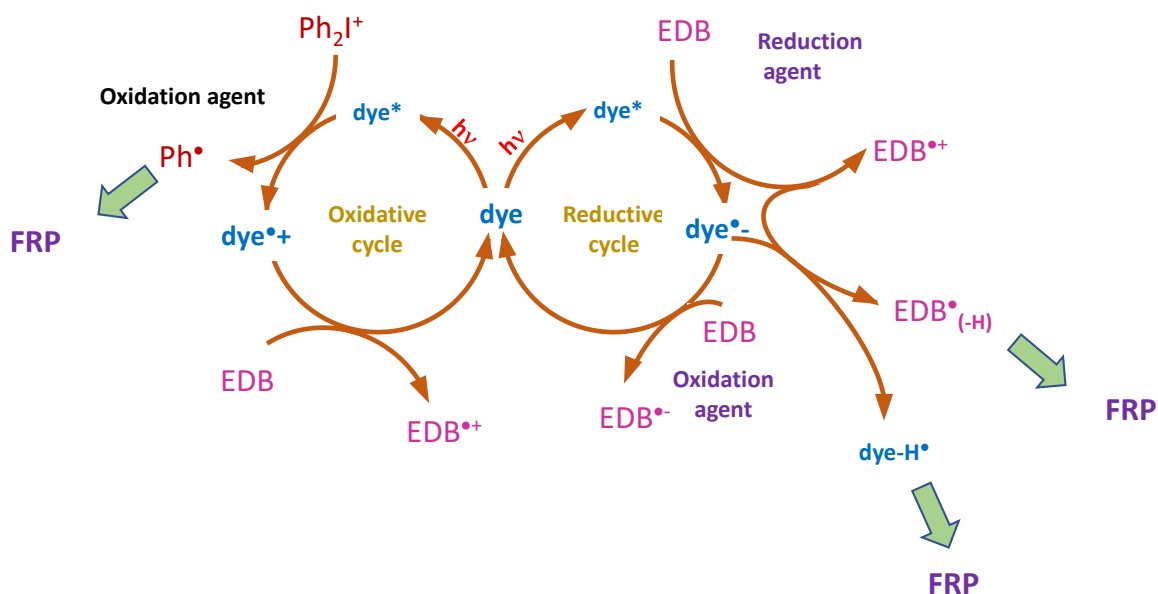 Ph₂I⁺
EDB
Reduction
agent
Oxidation agent
dye*
hν
hν
dye*
Ph•
EDB•⁺
FRP
dye•+
Oxidative
cycle
dye
Reductive
cycle
dye•-
EDB•(-H)
EDB
EDB
Oxidation
agent
EDB•⁺
EDB•⁻
FRP
dye-H•
FRP